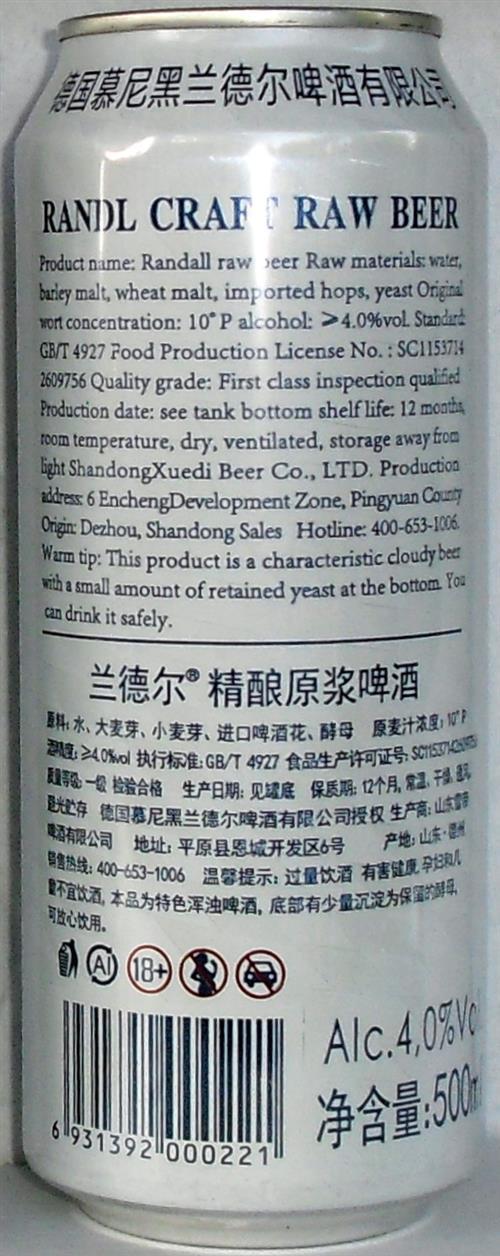 德国慕尼黑兰德尔啤酒有限公司
RANDL CRAFT RAW BEER
Product name: Randall raw beer Raw materials: water,
barley malt, wheat malt, imported hops, yeast Original
wort concentration: 10°P alcohol: ≥4.0%vol. Standard:
GB/T 4927 Food Production License No. : SC1153714
2609756 Quality grade: First class inspection qualified
Production date: see tank bottom shelf life: 12 months,
room temperature, dry, ventilated, storage away from
light ShandongXuedi Beer Co., LTD. Production
address: 6 EnchengDevelopment Zone, Pingyuan County
Origin: Dezhou, Shandong Sales Hotline: 400-653-1006.
Warm tip: This product is a characteristic cloudy beer
with a small amount of retained yeast at the bottom. You
can drink it safely.
兰德尔® 精酿原浆啤酒
原料: 水、大麦芽、小麦芽、进口啤酒花、酵母 原麦汁浓度: 10°P
酒精度: ≥4.0%vol 执行标准: GB/T 4927 食品生产许可证号:
质量等级: 一级 检验合格 生产日期: 见罐底 保质期: 12个月, 常温, 干燥, 通风,
避光贮存 德国慕尼黑兰德尔啤酒有限公司授权 生产商: 山东雪帝
啤酒有限公司 地址: 平原县恩城开发区6号 产地: 山东·德州
销售热线: 400-653-1006 温馨提示: 过量饮酒 有害健康, 孕妇和儿
童不宜饮酒, 本品为特色浑浊啤酒, 底部有少量沉淀为保留的酵母,
可放心饮用。
Al 18+
Alc.4,0%Vol
净含量:500m
6 931392 000221